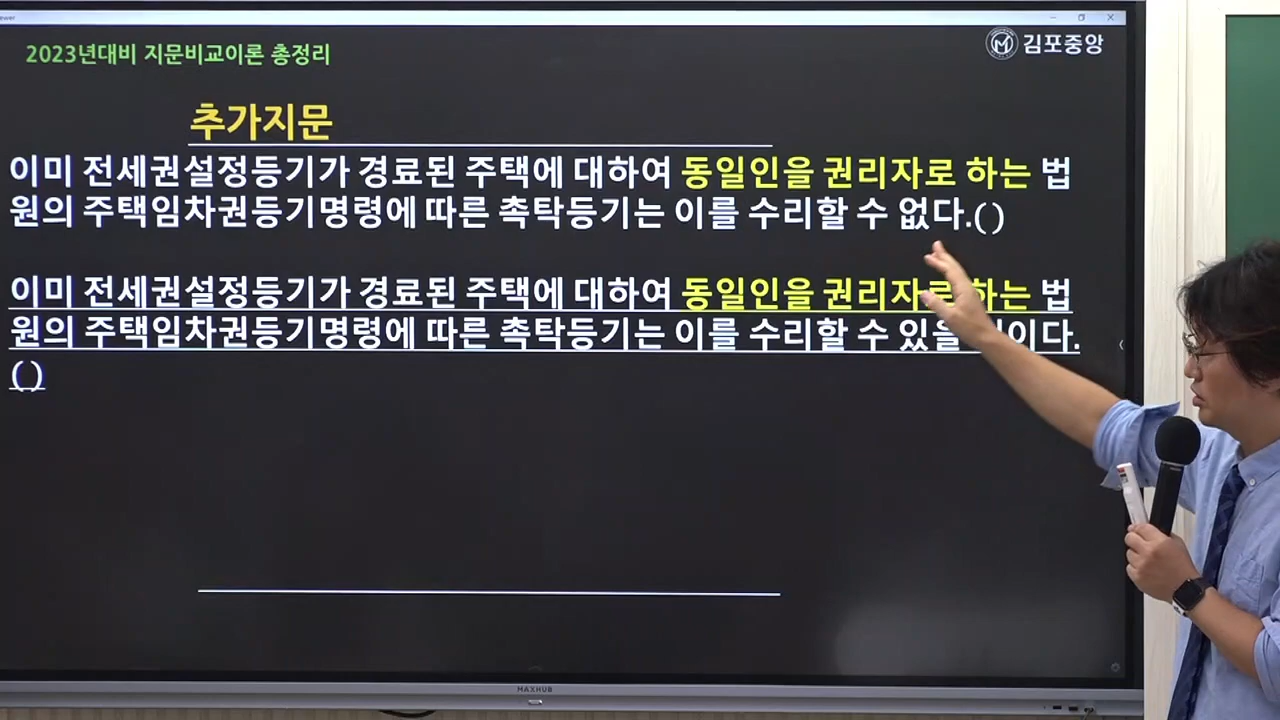 ewer
2023년대비 지문비교이론 총정리
김포중앙
추가지문
이미 전세권설정등기가 경료된 주택에 대하여 동일인을 권리자로 하는 법
원의 주택임차권등기명령에 따른 촉탁등기는 이를 수리할 수 없다.( )
이미 전세권설정등기가 경료된 주택에 대하여 동일인을 권리자로 하는 법
원의 주택임차권등기명령에 따른 촉탁등기는 이를 수리할 수 있을 이다.
( )
MAXHUB